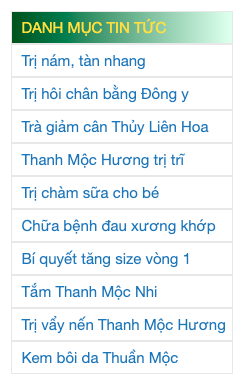 DANH MỤC TIN TỨC
Trị nám, tàn nhang
Trị hôi chân bằng Đông y
Trà giảm cân Thủy Liên Hoa
Thanh Mộc Hương trị trĩ
Trị chàm sữa cho bé
Chữa bệnh đau xương khớp
Bí quyết tăng size vòng 1
Tắm Thanh Mộc Nhi
Trị vẩy nến Thanh Mộc Hương
Kem bôi da Thuần Mộc